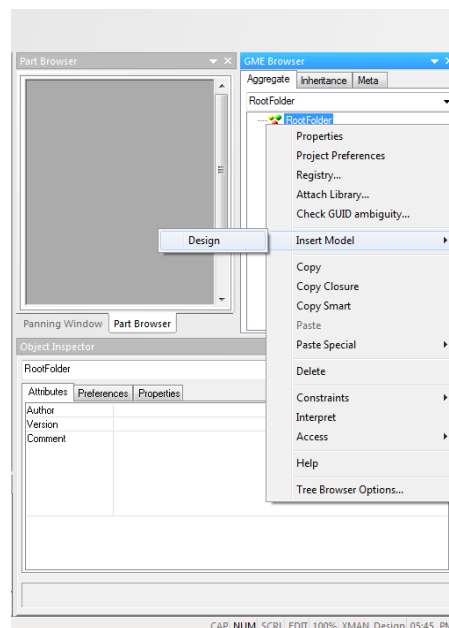 Part Browser
GME Browser
Aggregate Inheritance Meta
RootFolder
RootFolder
Properties
Project Preferences
Registry...
Attach Library...
Check GUID ambiguity...
Design
Insert Model
Copy
Copy Closure
Copy Smart
Paste
Paste Special
Delete
Constraints
Interpret
Access
Help
Tree Browser Options...
Panning Window Part Browser
Object Inspector
RootFolder
Attributes Preferences Properties
Author
Version
Comment
CAP NUM SCRL EDIT 100% XMAN_Design 05:45 PM